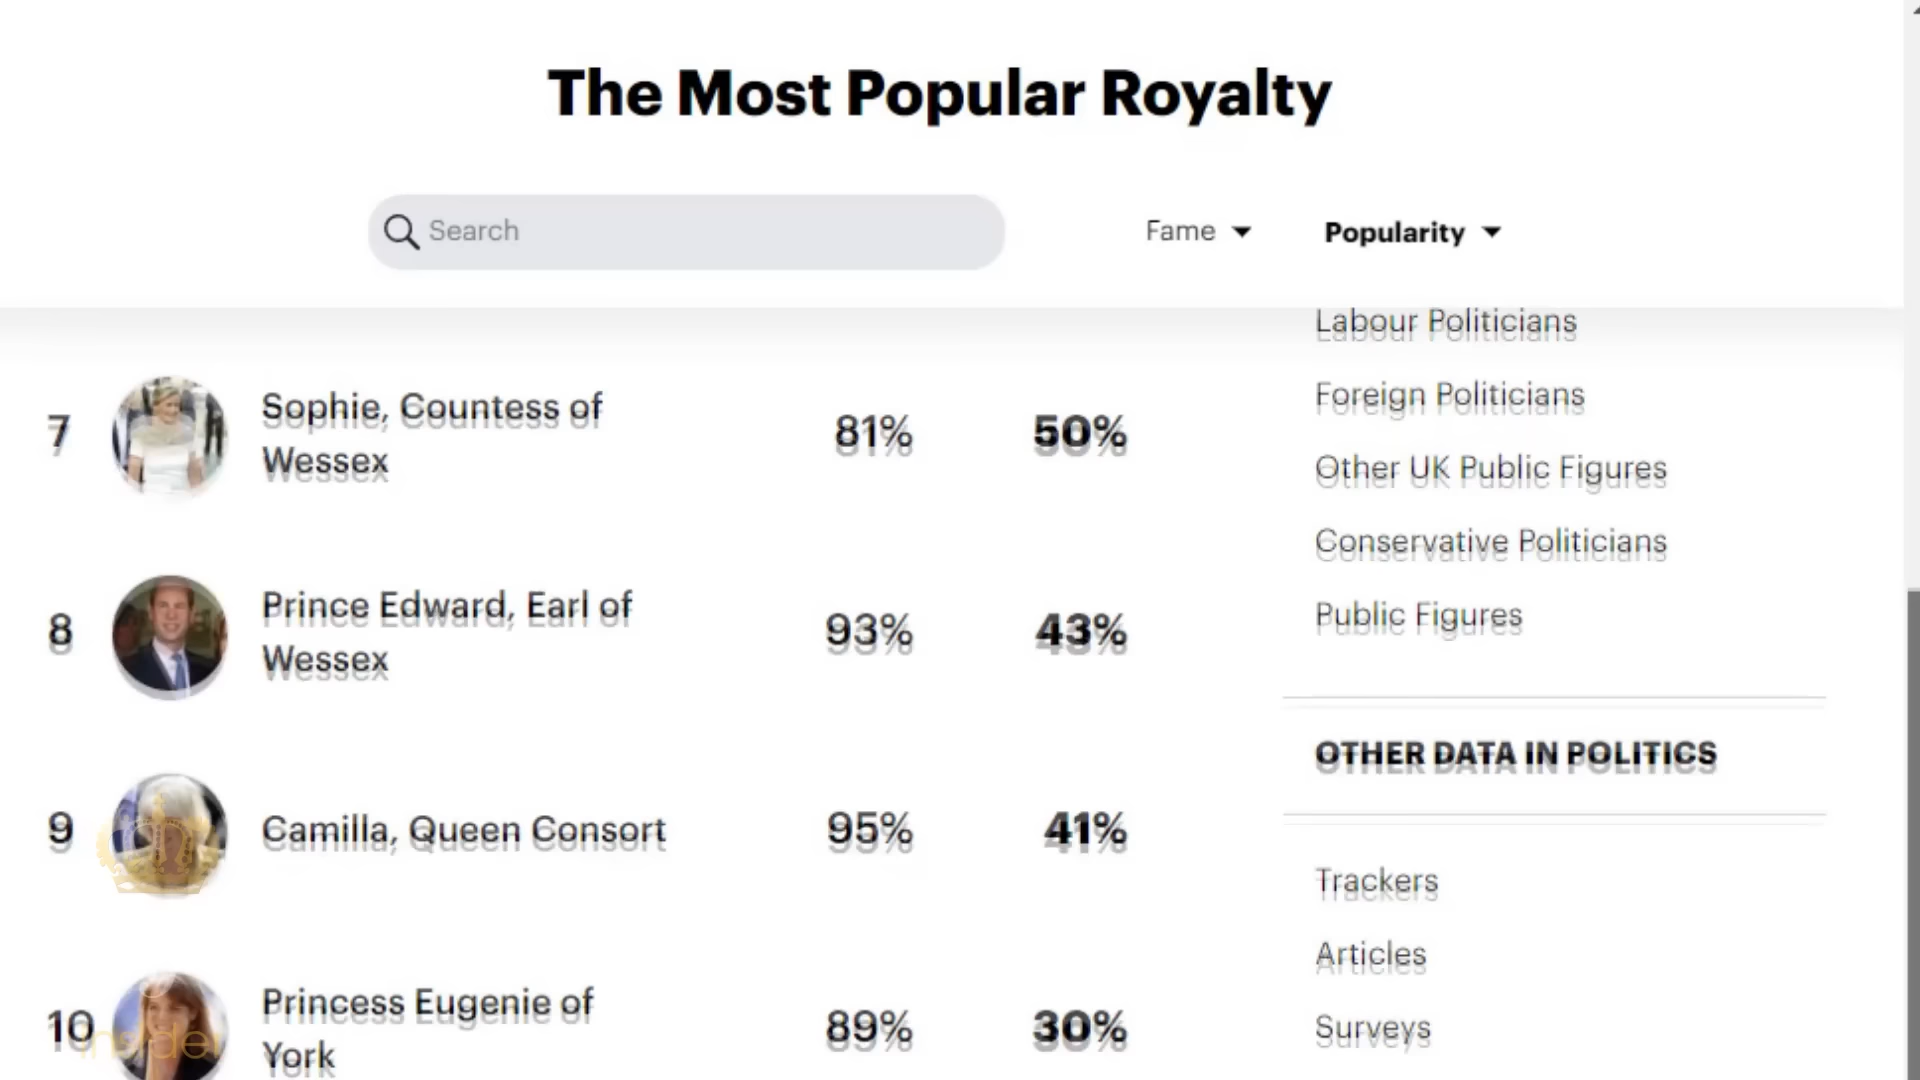 The Most Popular Royalty
Search
Fame
Popularity
7
Sophie, Countess of
Wessex
81%
50%
8
Prince Edward, Earl of
Wessex
93%
43%
9
Camilla, Queen Consort
95%
41%
10
Princess Eugenie of
York
89%
30%
Labour Politicians
Foreign Politicians
Other UK Public Figures
Conservative Politicians
Public Figures
OTHER DATA IN POLITICS
Trackers
Articles
Surveys
insider